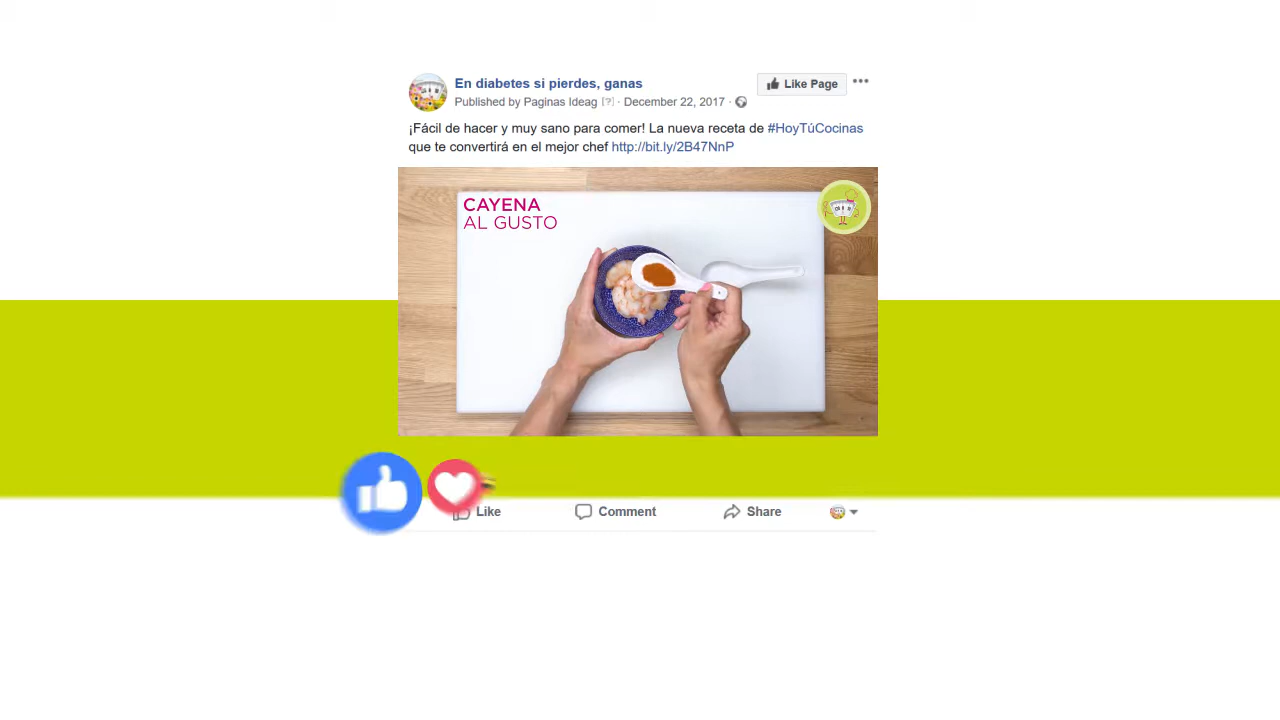 En diabetes si pierdes, ganas
Like Page
Published by Paginas Ideag [?] · December 22, 2017 ·
¡Fácil de hacer y muy sano para comer! La nueva receta de #HoyTúCocinas
que te convertirá en el mejor chef http://bit.ly/2B47NnP
CAYENA
AL GUSTO
Like
Comment
Share